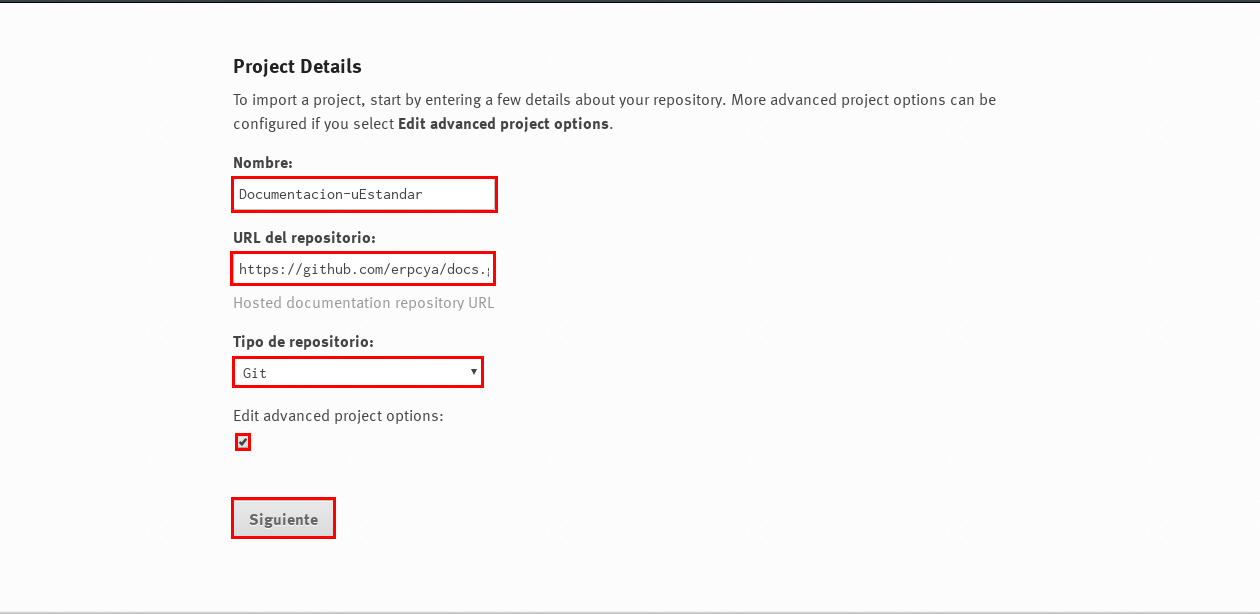 Project Details
To import a project, start by entering a few details about your repository. More advanced project options can be
configured if you select Edit advanced project options.
Nombre:
Documentacion-uEstandar
URL del repositorio:
https://github.com/erpcya/docs.g
Hosted documentation repository URL
Tipo de repositorio:
Git
Edit advanced project options:
Siguiente